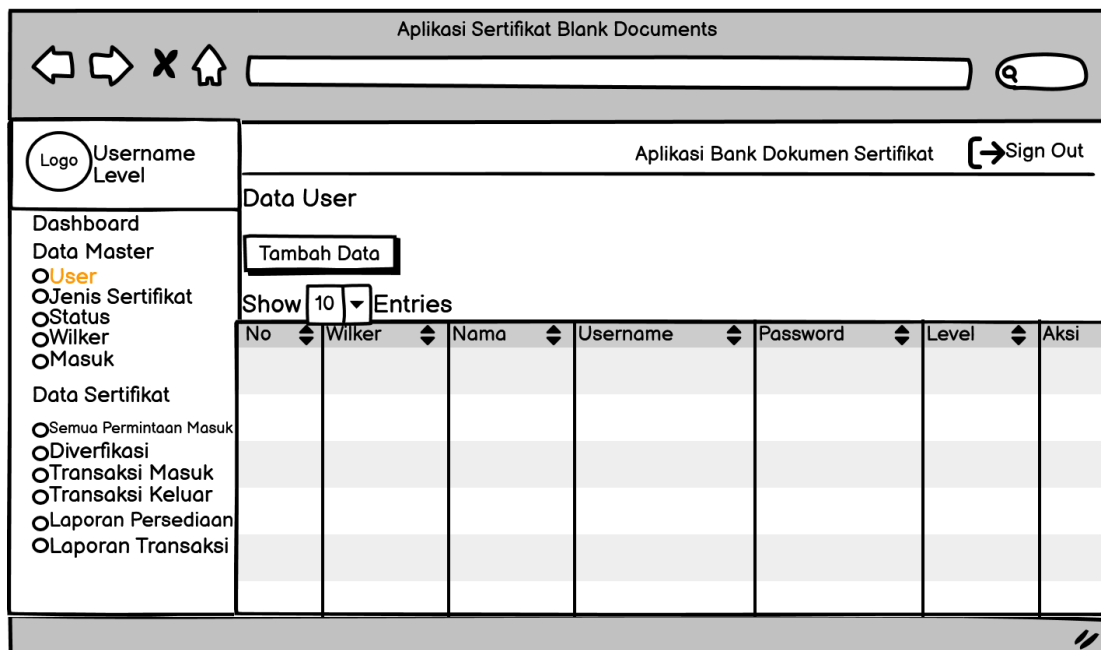 Aplikasi Sertifikat Blank Documents
Logo
Username
Level
Aplikasi Bank Dokumen Sertifikat
Sign Out
Dashboard
Data Master
User
Jenis Sertifikat
Status
Wilker
Masuk
Data Sertifikat
Semua Permintaan Masuk
Diverfikasi
Transaksi Masuk
Transaksi Keluar
Laporan Persediaan
Laporan Transaksi
Data User
Tambah Data
Show 10 Entries
No Wilker Nama Username Password Level Aksi